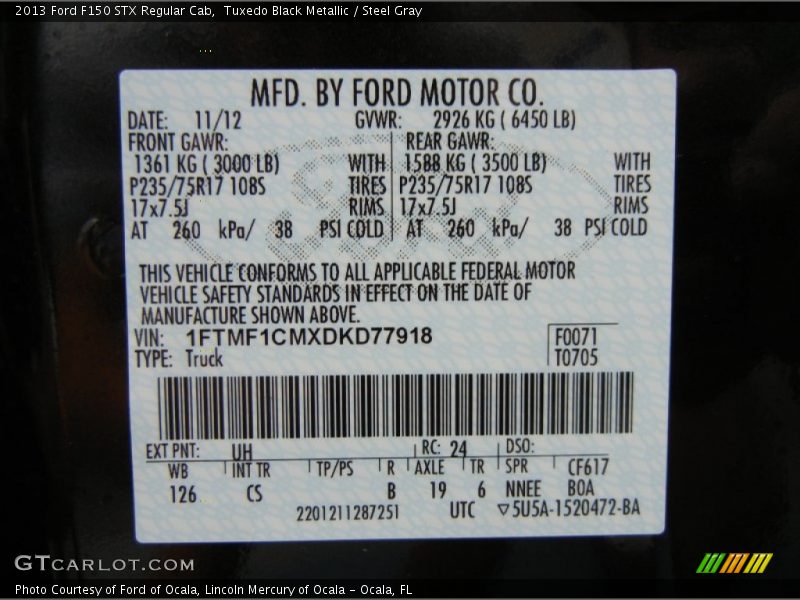 2013 Ford F150 STX Regular Cab,  Tuxedo Black Metallic / Steel Gray
MFD. BY FORD MOTOR CO.
DATE: 11/12 GVWR: 2926 KG ( 6450 LB)
FRONT GAWR: REAR GAWR:
1361 KG ( 3000 LB) WITH 1588 KG ( 3500 LB) WITH
P235/75R17 108S TIRES P235/75R17 108S TIRES
17x7.5J RIMS 17x7.5J RIMS
AT 260 kPa/ 38 PSI COLD AT 260 kPa/ 38 PSI COLD
THIS VEHICLE CONFORMS TO ALL APPLICABLE FEDERAL MOTOR
VEHICLE SAFETY STANDARDS IN EFFECT ON THE DATE OF
MANUFACTURE SHOWN ABOVE.
VIN: 1FTMF1CMXDKD77918 F0071
TYPE: Truck T0705
EXT PNT: UH RC: 24 DSO:
WB INT TR TP/PS R AXLE TR SPR CF617
126 CS B 19 6 NNEE BOA
2201211287251 UTC ▽5U5A-1520472-BA
GTCARLOT.COM
Photo Courtesy of Ford of Ocala, Lincoln Mercury of Ocala - Ocala, FL